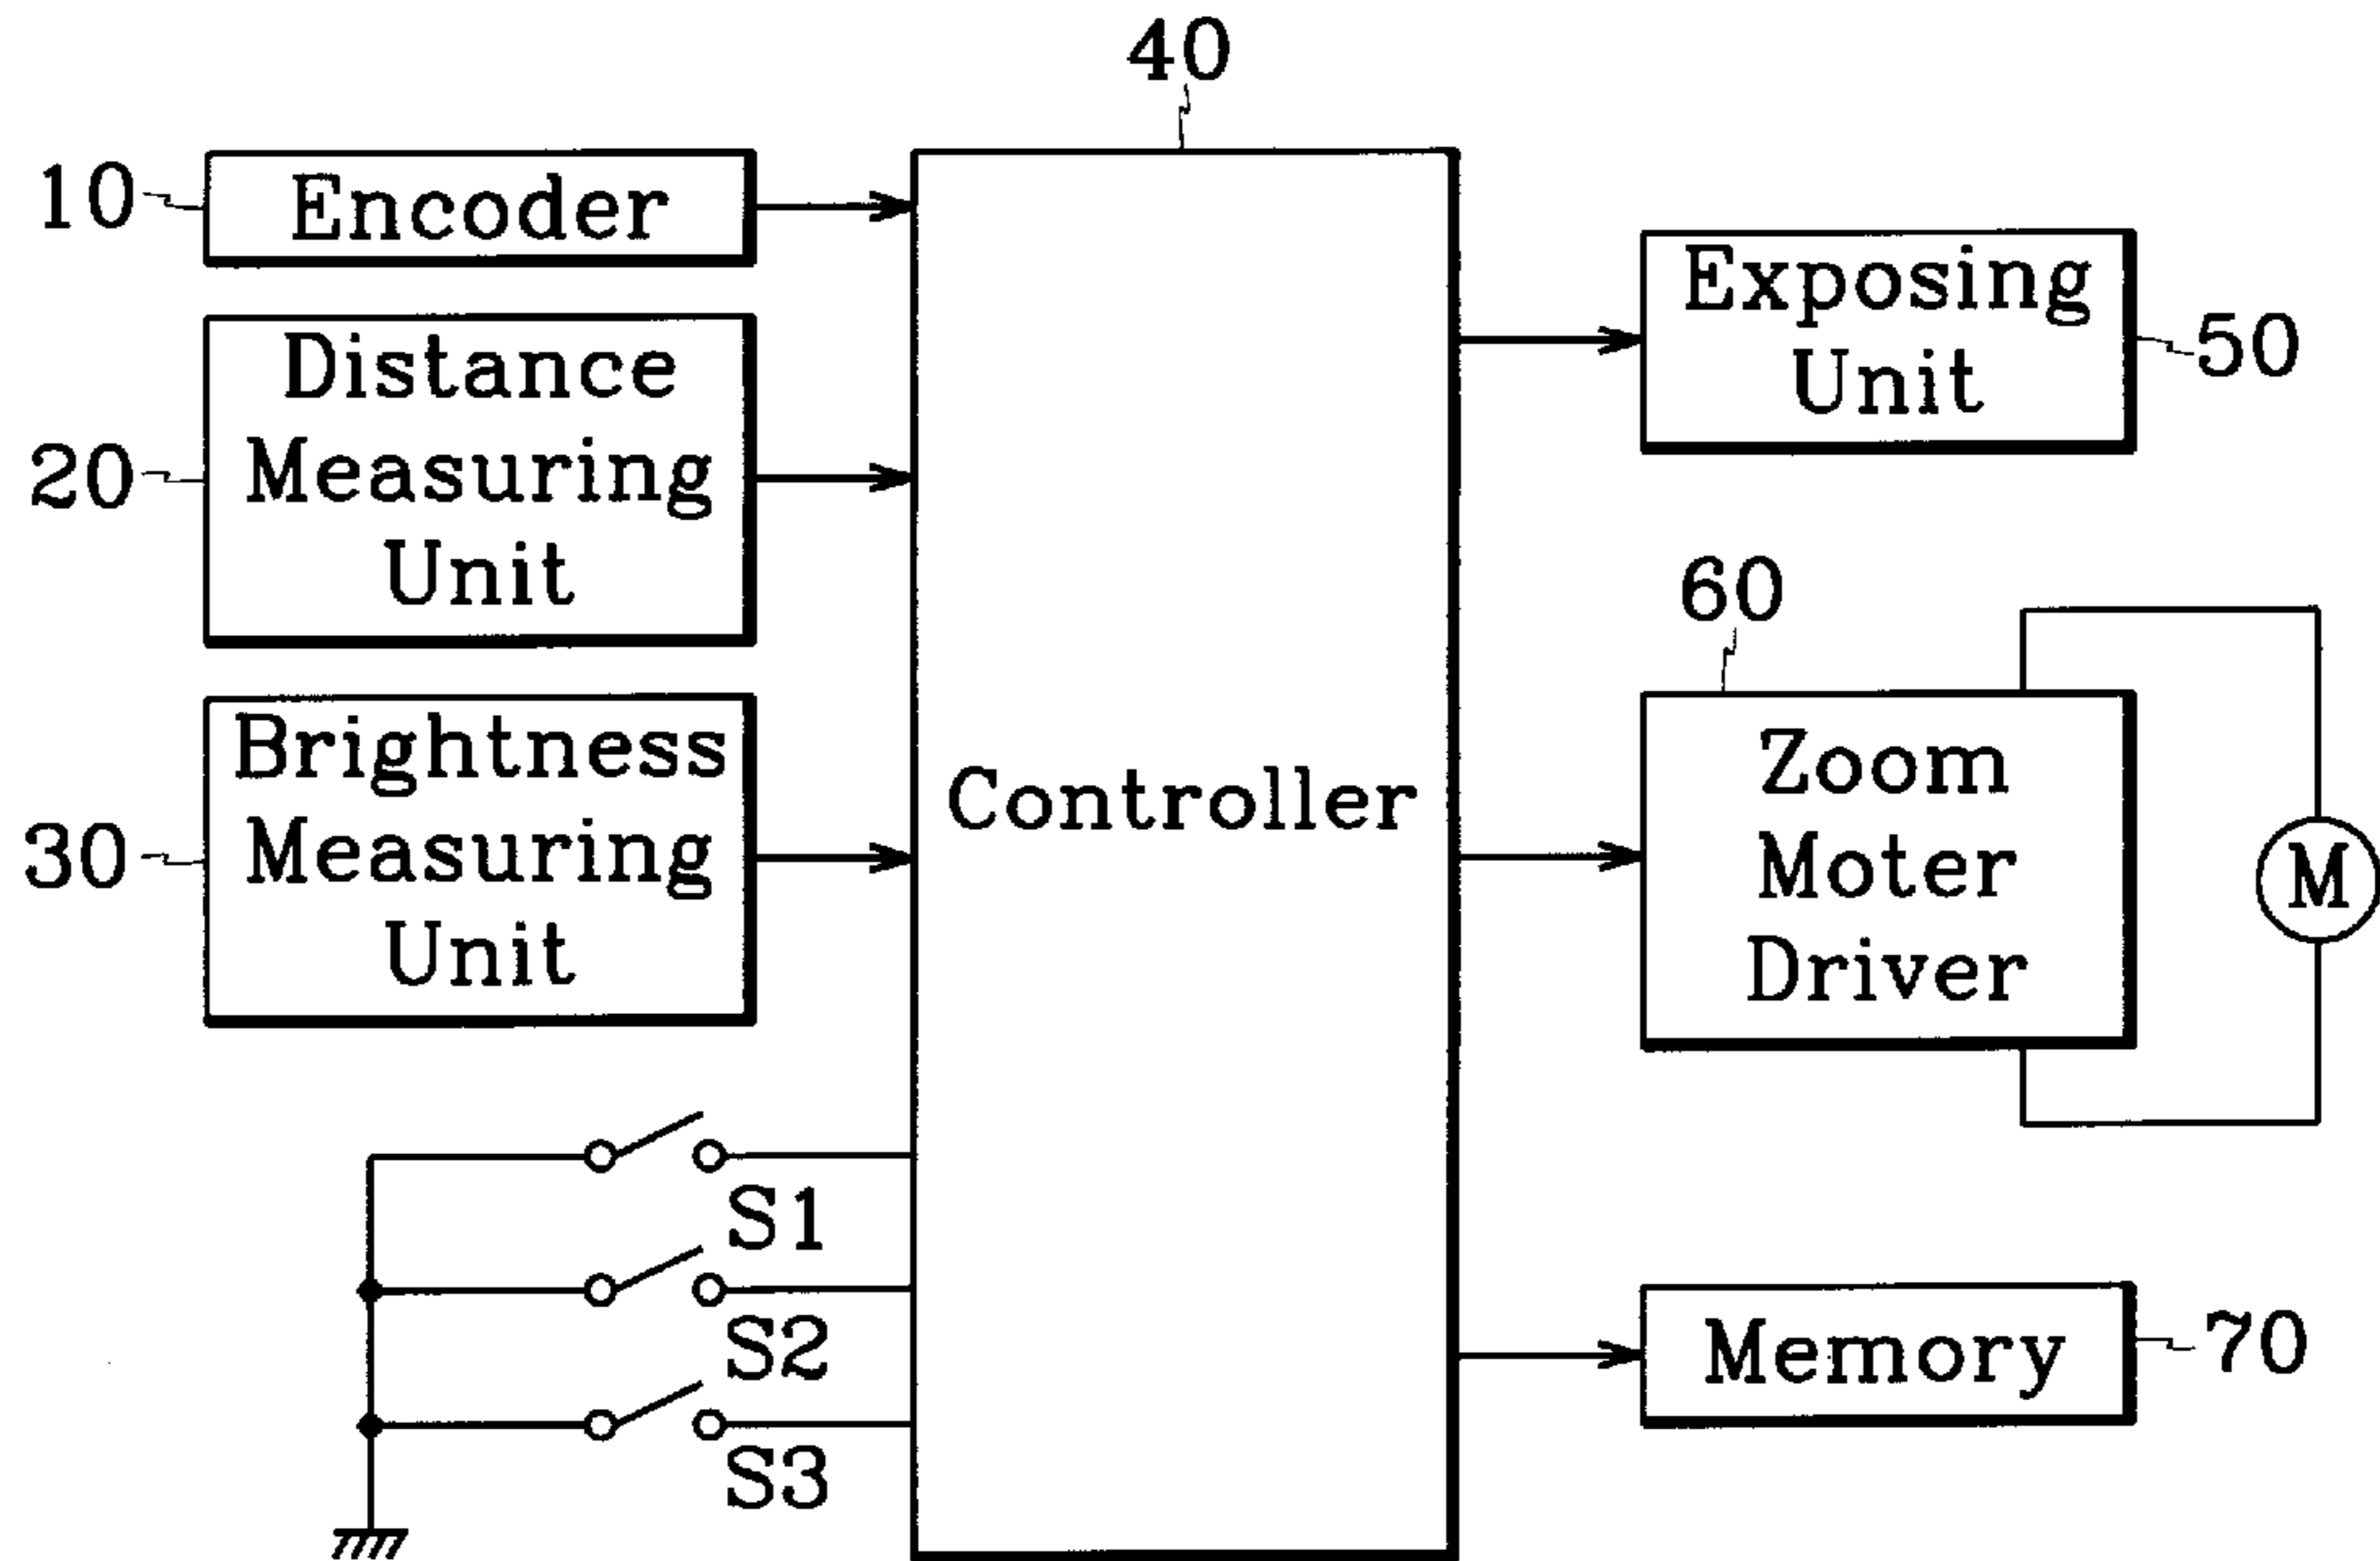 40
10
Encoder
20
Distance
Measuring
Unit
30
Brightness
Measuring
Unit
Controller
Exposing
Unit
50
60
Zoom
Moter
Driver
M
S1
S2
S3
Memory
70